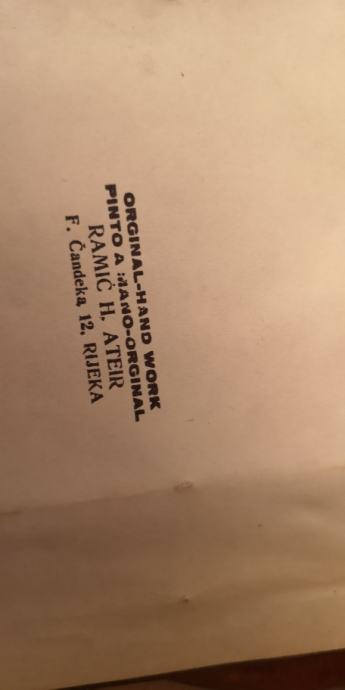 ORGINAL-HAND WORK
PINTO A MANO-ORGINAL
RAMIĆ H. ATEIR
F. Čandeka, 12, RIJEKA